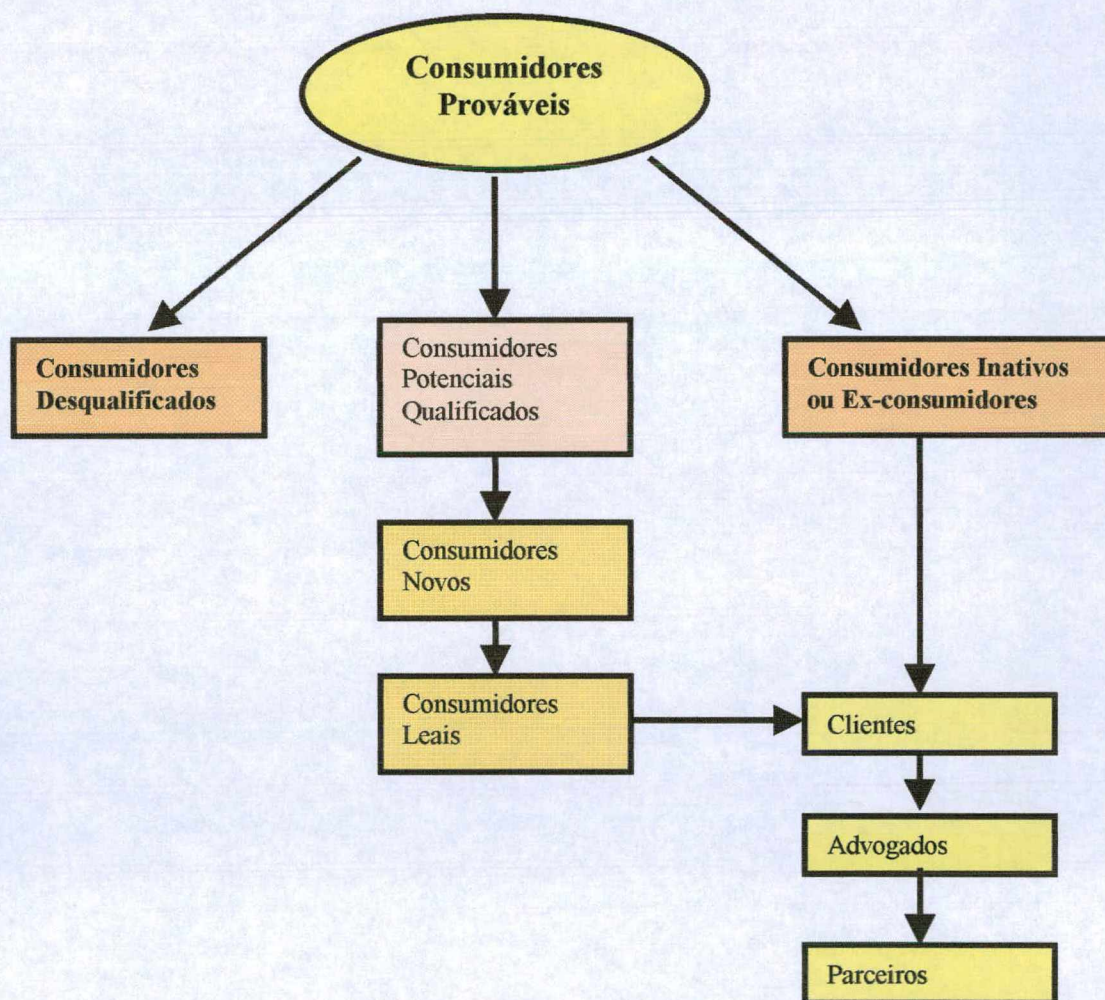 Consumidores
Prováveis
Consumidores
Desqualificados
Consumidores
Potenciais
Qualificados
Consumidores Inativos
ou Ex-consumidores
Consumidores
Novos
Consumidores
Leais
Clientes
Advogados
Parceiros